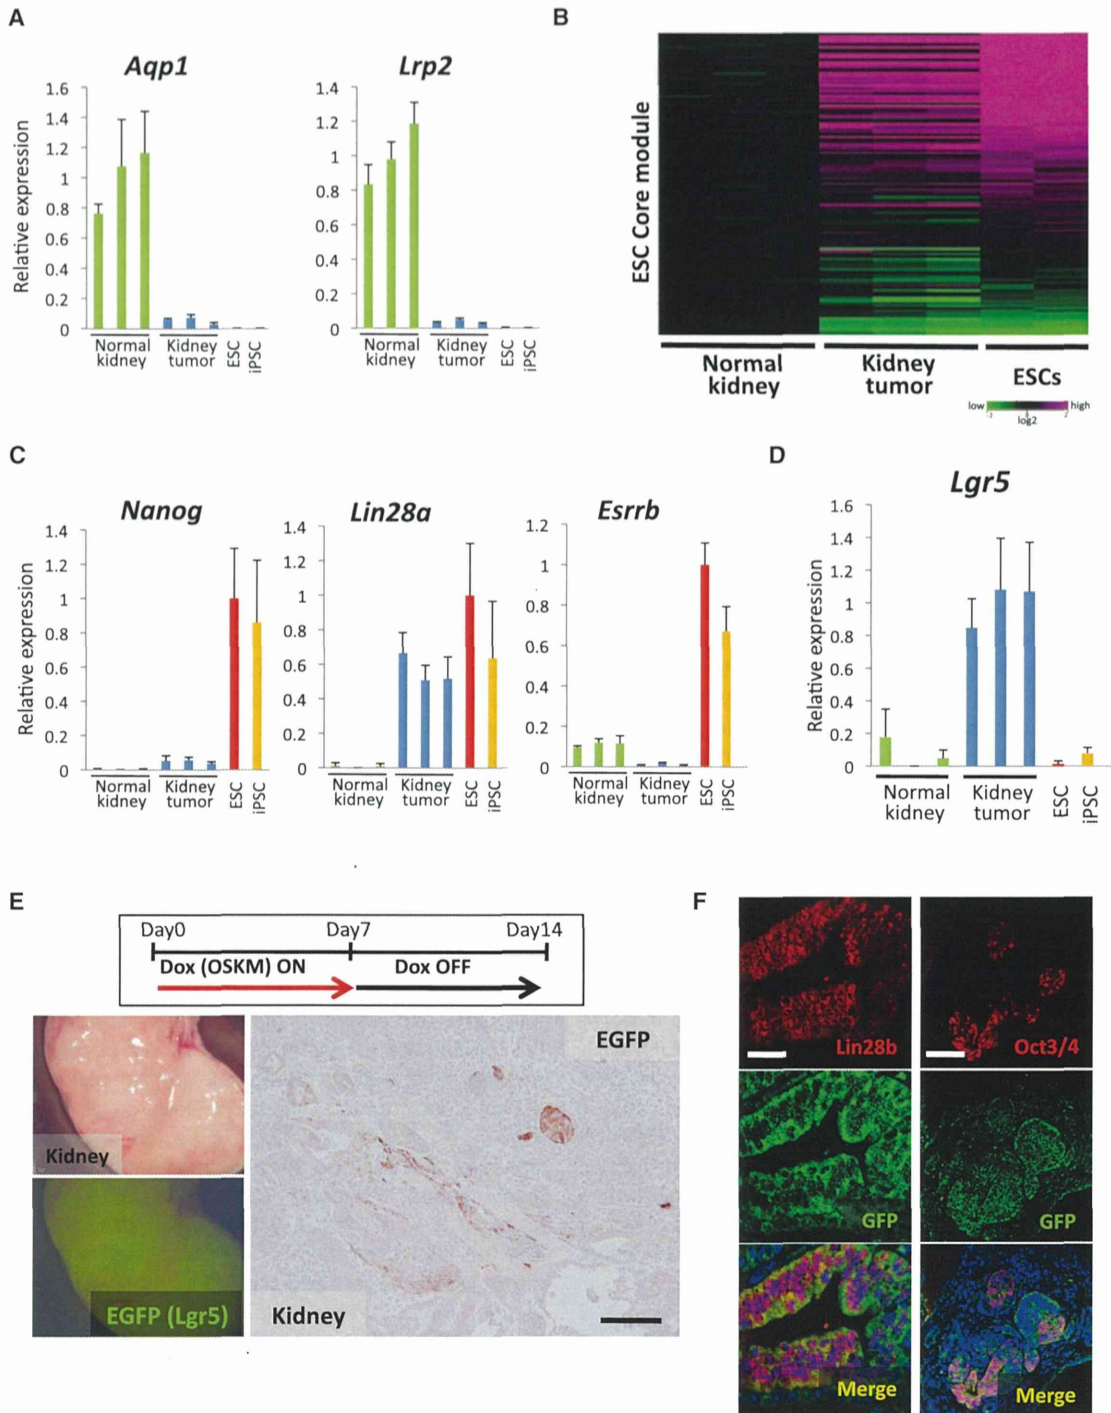 A
Aqp1
Relative expression
1.6
1.4
1.2
1
0.8
0.6
0.4
0.2
0
Normal
kidney
Kidney
tumor
ESC
iPSC
Lrp2
1.4
1.2
1
0.8
0.6
0.4
0.2
0
Normal
kidney
Kidney
tumor
ESC
iPSC
B
ESC Core module
Normal
kidney
Kidney
tumor
ESCs
low
high
log2
C
Nanog
Relative expression
1.4
1.2
1
0.8
0.6
0.4
0.2
0
Normal
kidney
Kidney
tumor
ESC
iPSC
Lin28a
1.4
1.2
1
0.8
0.6
0.4
0.2
0
Normal
kidney
Kidney
tumor
ESC
iPSC
Esrrb
1.2
1
0.8
0.6
0.4
0.2
0
Normal
kidney
Kidney
tumor
ESC
iPSC
D
Lgr5
Relative expression
1.6
1.4
1.2
1
0.8
0.6
0.4
0.2
0
Normal
kidney
Kidney
tumor
ESC
iPSC
E
Day0 Day7 Day14
Dox (OSKM) ON Dox OFF
Kidney
EGFP (Lgr5)
EGFP
Kidney
F
Lin28b
Oct3/4
GFP
GFP
Merge
Merge